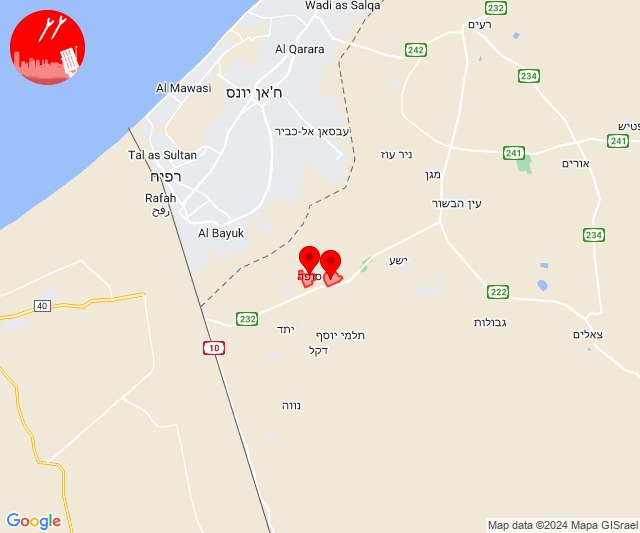 Wadi as Salqa
232
רעים
Al Qarara
242
234
Al Mawasi
ח'אן יונס
עבסאן אל-כביר
פטיש
241
Tal as Sultan
ניר עוז
241
אורים
רפיח
מגן
Rafah
رفح
עין הבשור
Al Bayuk
234
ישע
סופה
222
40
232
יתד
תלמי יוסף
גבולות
צאלים
10
דקל
נווה
Google
Map data ©2024 Mapa GISrael